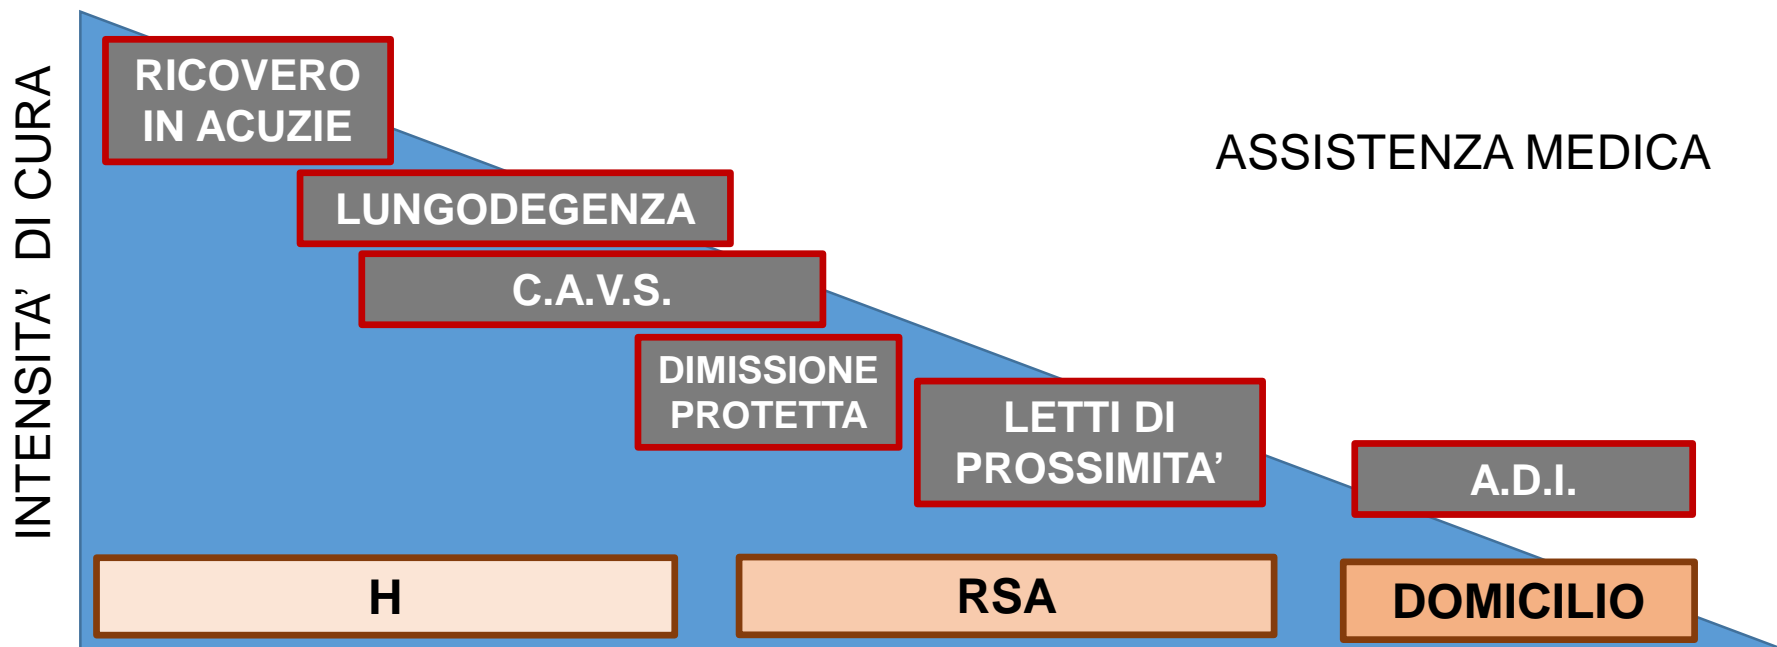 INTENSITA’ DI CURA
RICOVERO
IN ACUZIE
ASSISTENZA MEDICA
LUNGODEGENZA
C.A.V.S.
DIMISSIONE
PROTETTA
LETTI DI
PROSSIMITA’
A.D.I.
H
RSA
DOMICILIO